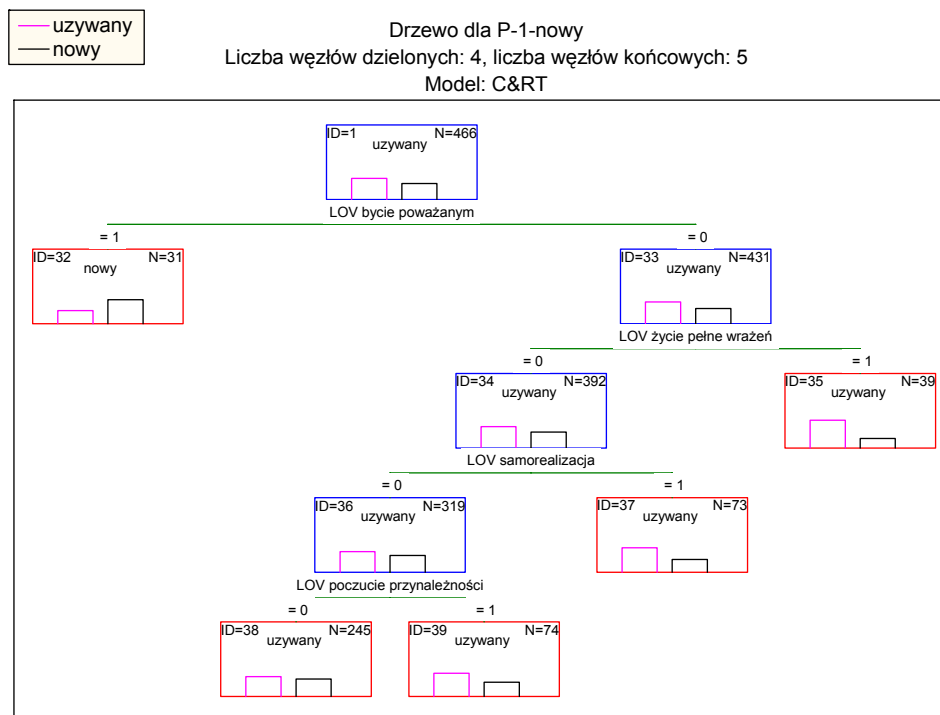 uzywany
nowy
Drzewo dla P-1-nowy
Liczba węzłów dzielonych: 4, liczba węzłów końcowych: 5
Model: C&RT
ID=1 N=466
uzywany
LOV bycie poważanym
= 1 = 0
ID=32 N=31
nowy
ID=33 N=431
uzywany
LOV życie pełne wrażeń
= 0 = 1
ID=34 N=392
uzywany
ID=35 N=39
uzywany
LOV samorealizacja
= 0 = 1
ID=36 N=319
uzywany
ID=37 N=73
uzywany
LOV poczucie przynależności
= 0 = 1
ID=38 N=245
uzywany
ID=39 N=74
uzywany